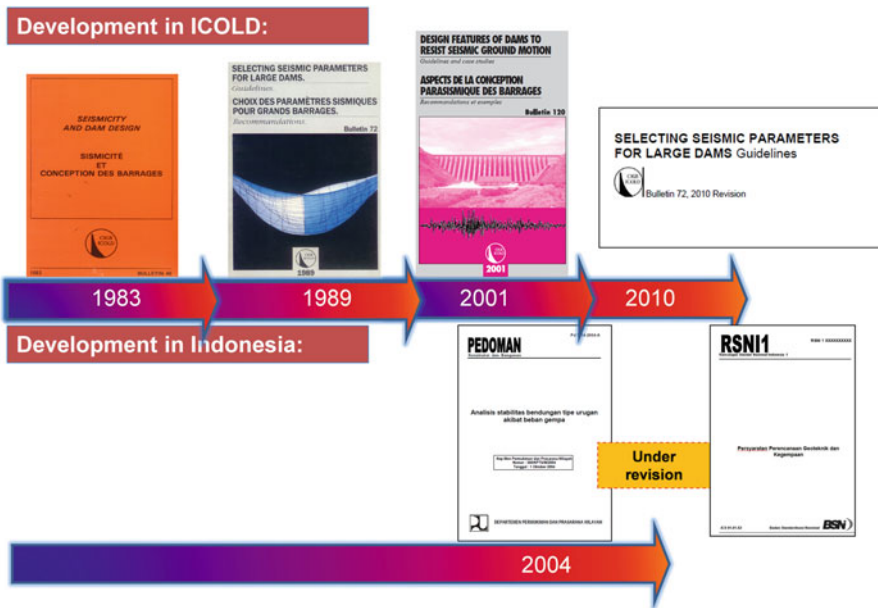 Development in ICOLD:
SEISMICITY
AND DAM DESIGN
SISMICITÉ
ET
CONCEPTION DES BARRAGES
1983
SELECTING SEISMIC PARAMETERS
FOR LARGE DAMS.
Guidelines
CHOIX DES PARAMÈTRES SISMIQUES
POUR GRANDS BARRAGES.
Recommandations
Bulletin 72
1989
DESIGN FEATURES OF DAMS TO
RESIST SEISMIC GROUND MOTION
Guidelines and case studies
ASPECTS DE LA CONCEPTION
PARASISMIQUE DES BARRAGES
Recommandations et exemples
Bulletin 120
2001
SELECTING SEISMIC PARAMETERS
FOR LARGE DAMS Guidelines
Bulletin 72, 2010 Revision
1983
1989
2001
2010
Development in Indonesia:
PEDOMAN
Analisis stabilitas bendungan tipe urugan
akibat beban gempa
DEPARTEMEN PERMUKIMAN DAN PRASARANA WILAYAH
Under
revision
RSNI1
Persyaratan Perencanaan Geoteknik dan
Kegempaan
BSN
2004